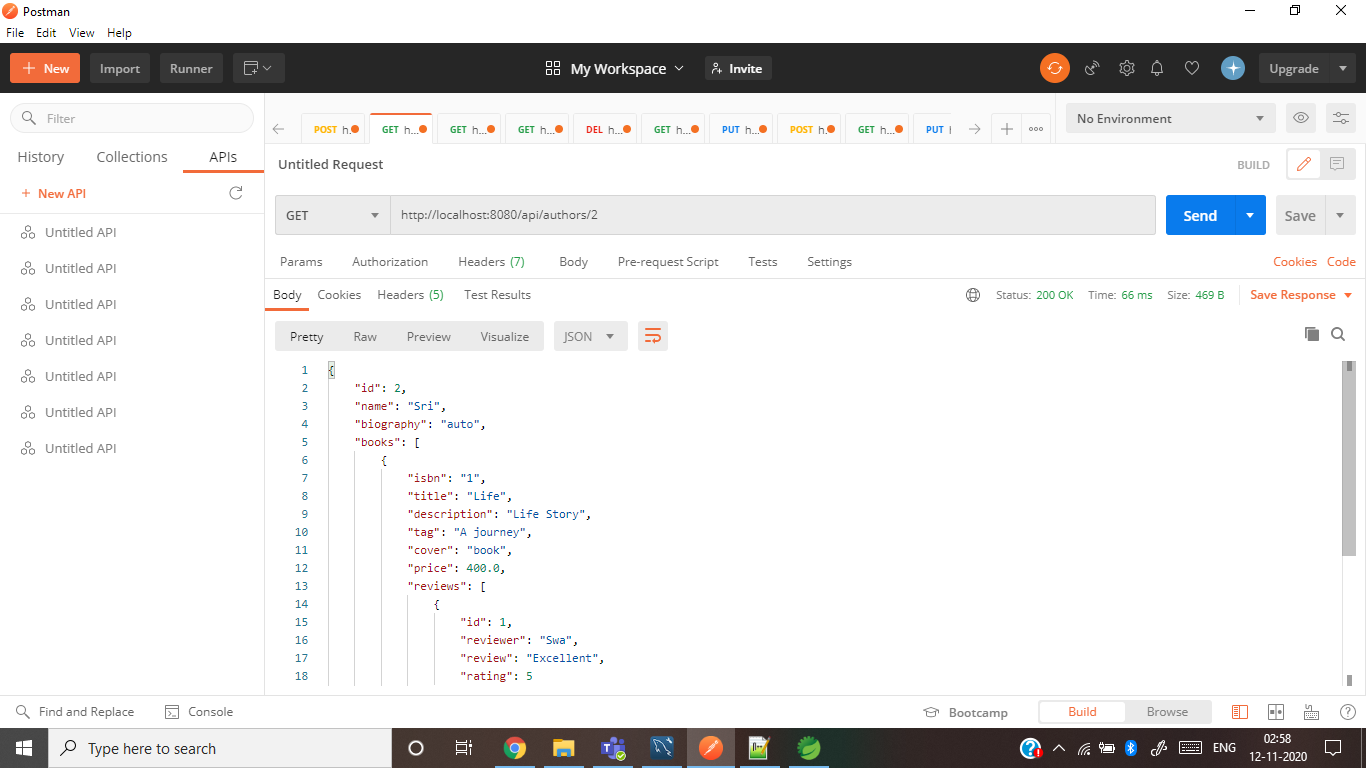 Postman
File Edit View Help
+ New Import Runner My Workspace Invite Upgrade
Filter
POST h... GET h... GET h... GET h... DEL h... GET h... PUT h... POST h. GET h... PUT No Environment
History Collections APIs
Untitled Request BUILD
+ New API
GET http://localhost:8080/api/authors/2 Send Save
Untitled API
Untitled API
Untitled API
Untitled API
Untitled API
Untitled API
Untitled API
Params Authorization Headers (7) Body Pre-request Script Tests Settings Cookies Code
Body Cookies Headers (5) Test Results Status: 200 OK Time: 66 ms Size: 469 B Save Response
Pretty Raw Preview Visualize JSON
1 {
2 "id": 2,
3 "name": "Sri",
4 "biography": "auto",
5 "books": [
6 {
7 "isbn": "1",
8 "title": "Life",
9 "description": "Life Story",
10 "tag": "A journey",
11 "cover": "book",
12 "price": 400.0,
13 "reviews": [
14 {
15 "id": 1,
16 "reviewer": "Swa",
17 "review": "Excellent",
18 "rating": 5
Find and Replace Console Bootcamp Build Browse
Type here to search ENG 02:58
12-11-2020